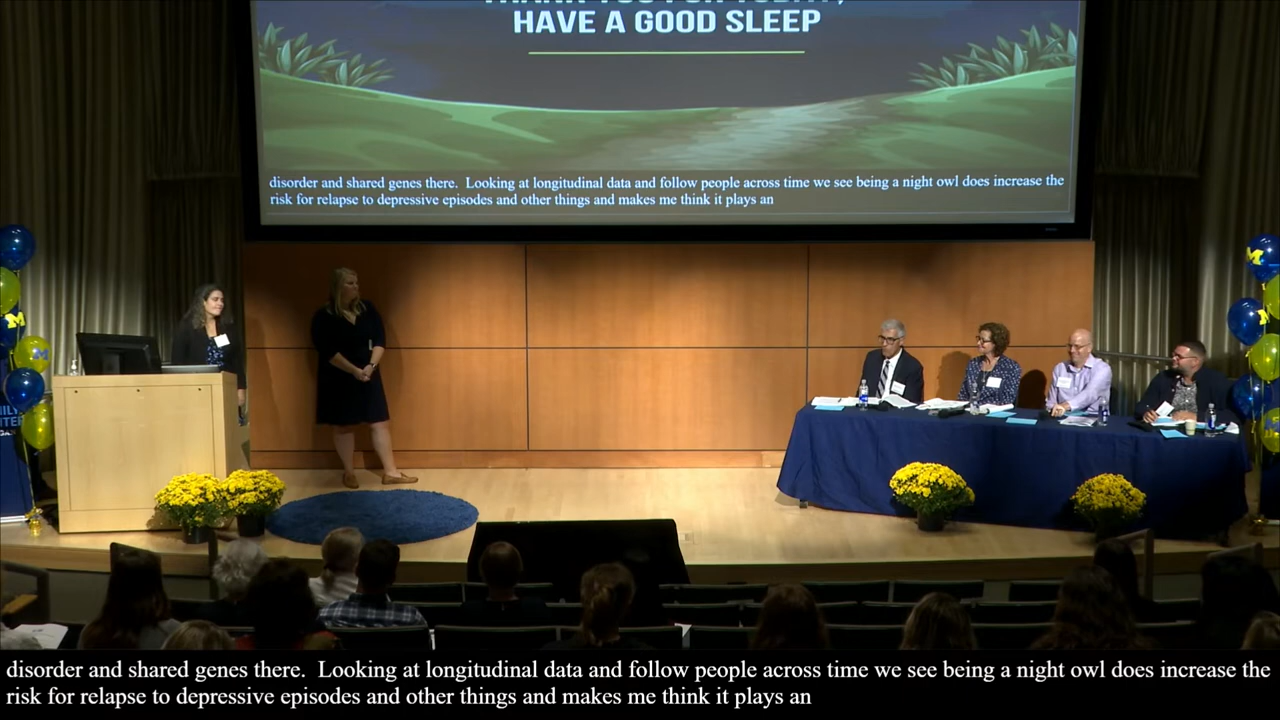 HAVE A GOOD SLEEP
disorder and shared genes there.  Looking at longitudinal data and follow people across time we see being a night owl does increase the
risk for relapse to depressive episodes and other things and makes me think it plays an
M
M
M
disorder and shared genes there.  Looking at longitudinal data and follow people across time we see being a night owl does increase the
risk for relapse to depressive episodes and other things and makes me think it plays an